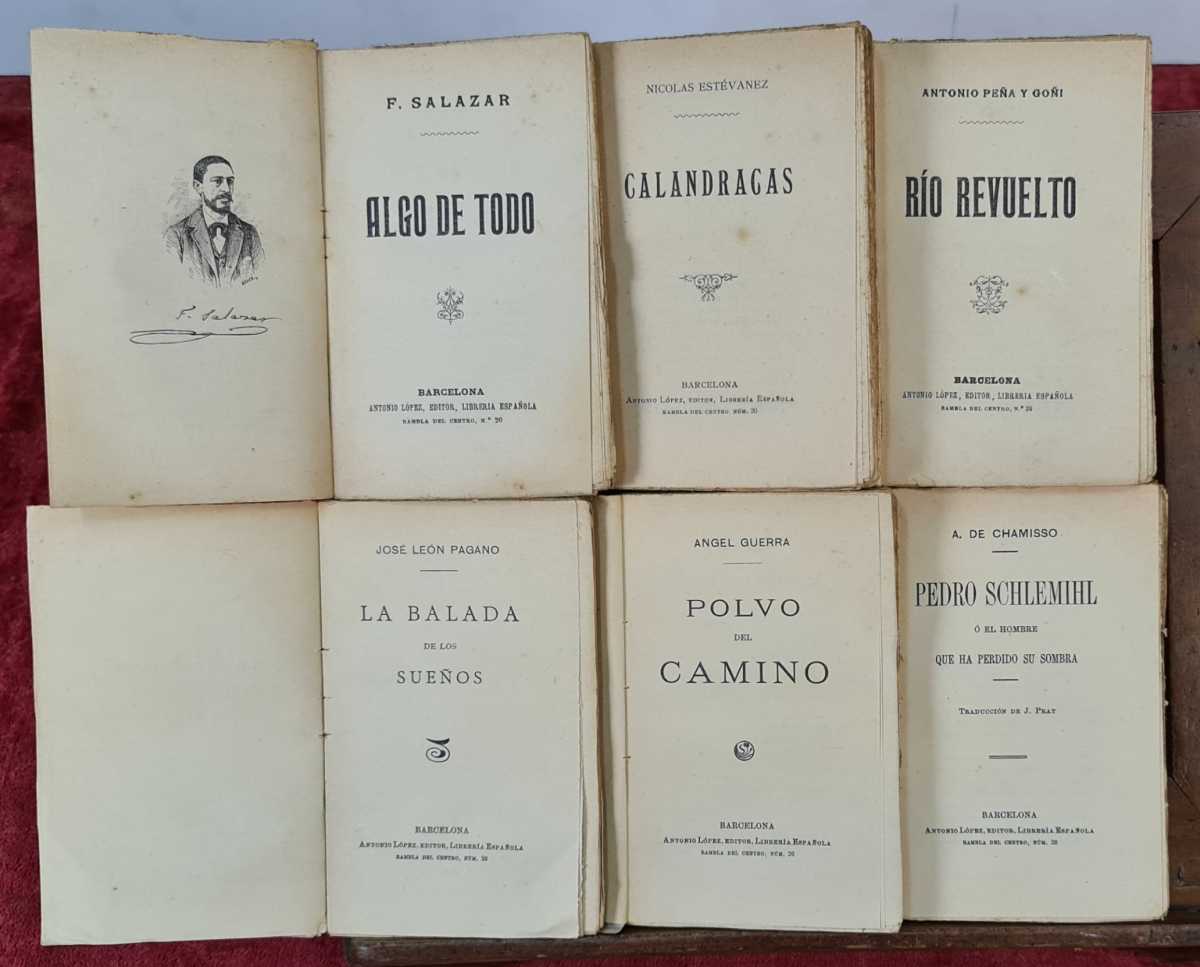 F. Salazar
F. SALAZAR
ALGO DE TODO
BARCELONA
ANTONIO LÓPEZ, EDITOR, LIBRERIA ESPAÑOLA
RAMBLA DEL CENTRO, N.º 20
NICOLAS ESTÉVANEZ
CALANDRACAS
BARCELONA
ANTONIO LÓPEZ, EDITOR, LIBRERÍA ESPAÑOLA
RAMBLA DEL CENTRO NÚM. 20
ANTONIO PEÑA Y GOÑI
RÍO REVUELTO
BARCELONA
ANTONIO LÓPEZ, EDITOR, LIBRERIA ESPAÑOLA
RAMBLA DEL CENTRO, N.º 20
JOSÉ LEÓN PAGANO
LA BALADA
DE LOS
SUEÑOS
BARCELONA
ANTONIO LÓPEZ, EDITOR, LIBRERÍA ESPAÑOLA
RAMBLA DEL CENTRO, NÚM. 20
ANGEL GUERRA
POLVO
DEL
CAMINO
BARCELONA
ANTONIO LÓPEZ, EDITOR, LIBRERÍA ESPAÑOLA
RAMBLA DEL CENTRO, NÚM. 20
A. DE CHAMISSO
PEDRO SCHLEMIHL
Ó EL HOMBRE
QUE HA PERDIDO SU SOMBRA
TRADUCCIÓN DE J. PRAT
BARCELONA
ANTONIO LÓPEZ, EDITOR, LIBRERÍA ESPAÑOLA
RAMBLA DEL CENTRO, NÚM. 20